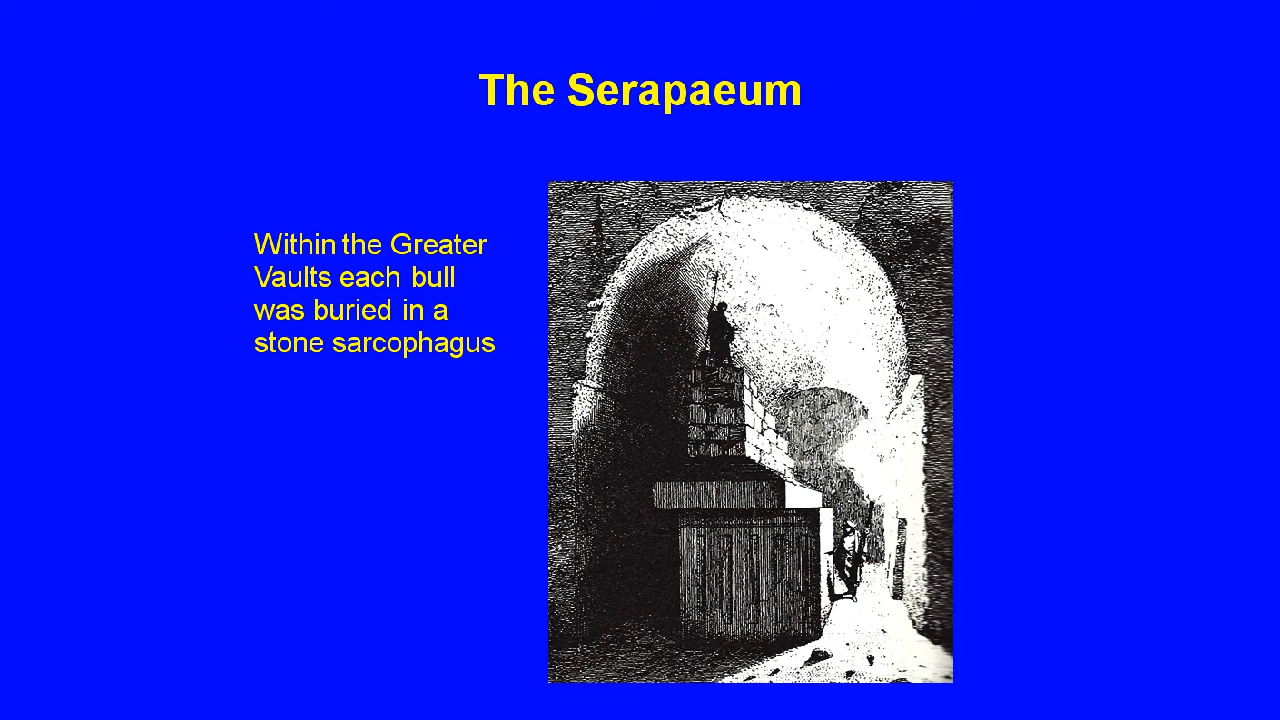 The Serapaeum
Within the Greater
Vaults each bull
was buried in a
stone sarcophagus